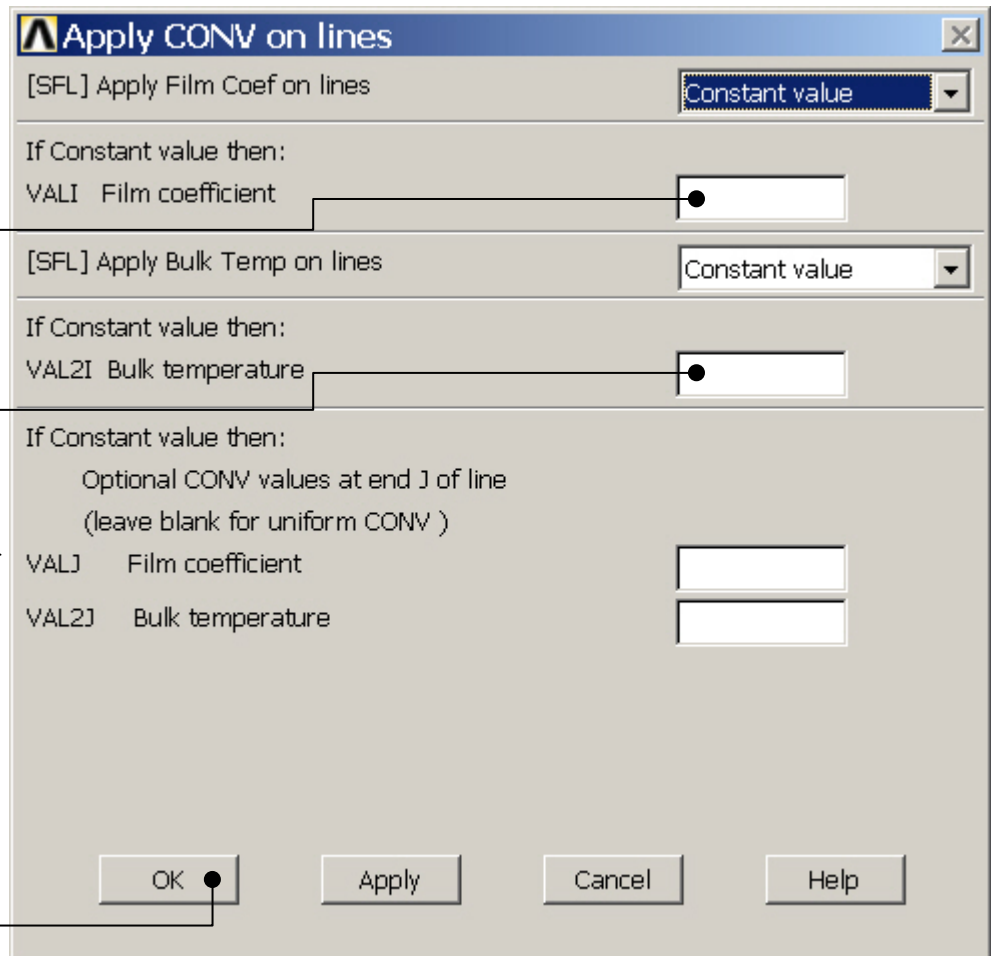 Apply CONV on lines
[SFL] Apply Film Coef on lines Constant value
If Constant value then:
VALI Film coefficient
[SFL] Apply Bulk Temp on lines Constant value
If Constant value then:
VAL2I Bulk temperature
If Constant value then:
Optional CONV values at end J of line
(leave blank for uniform CONV )
VALJ Film coefficient
VAL2J Bulk temperature
OK Apply Cancel Help